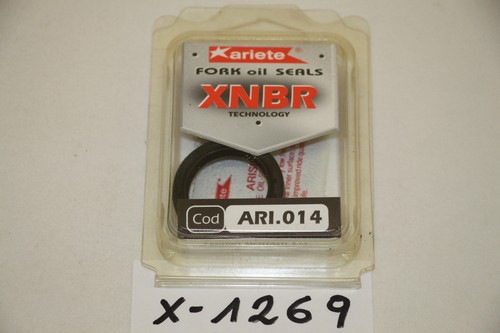 ariete
FORK oil SEALS
XNBR
TECHNOLOGY
Cod ARI.014
X-1269